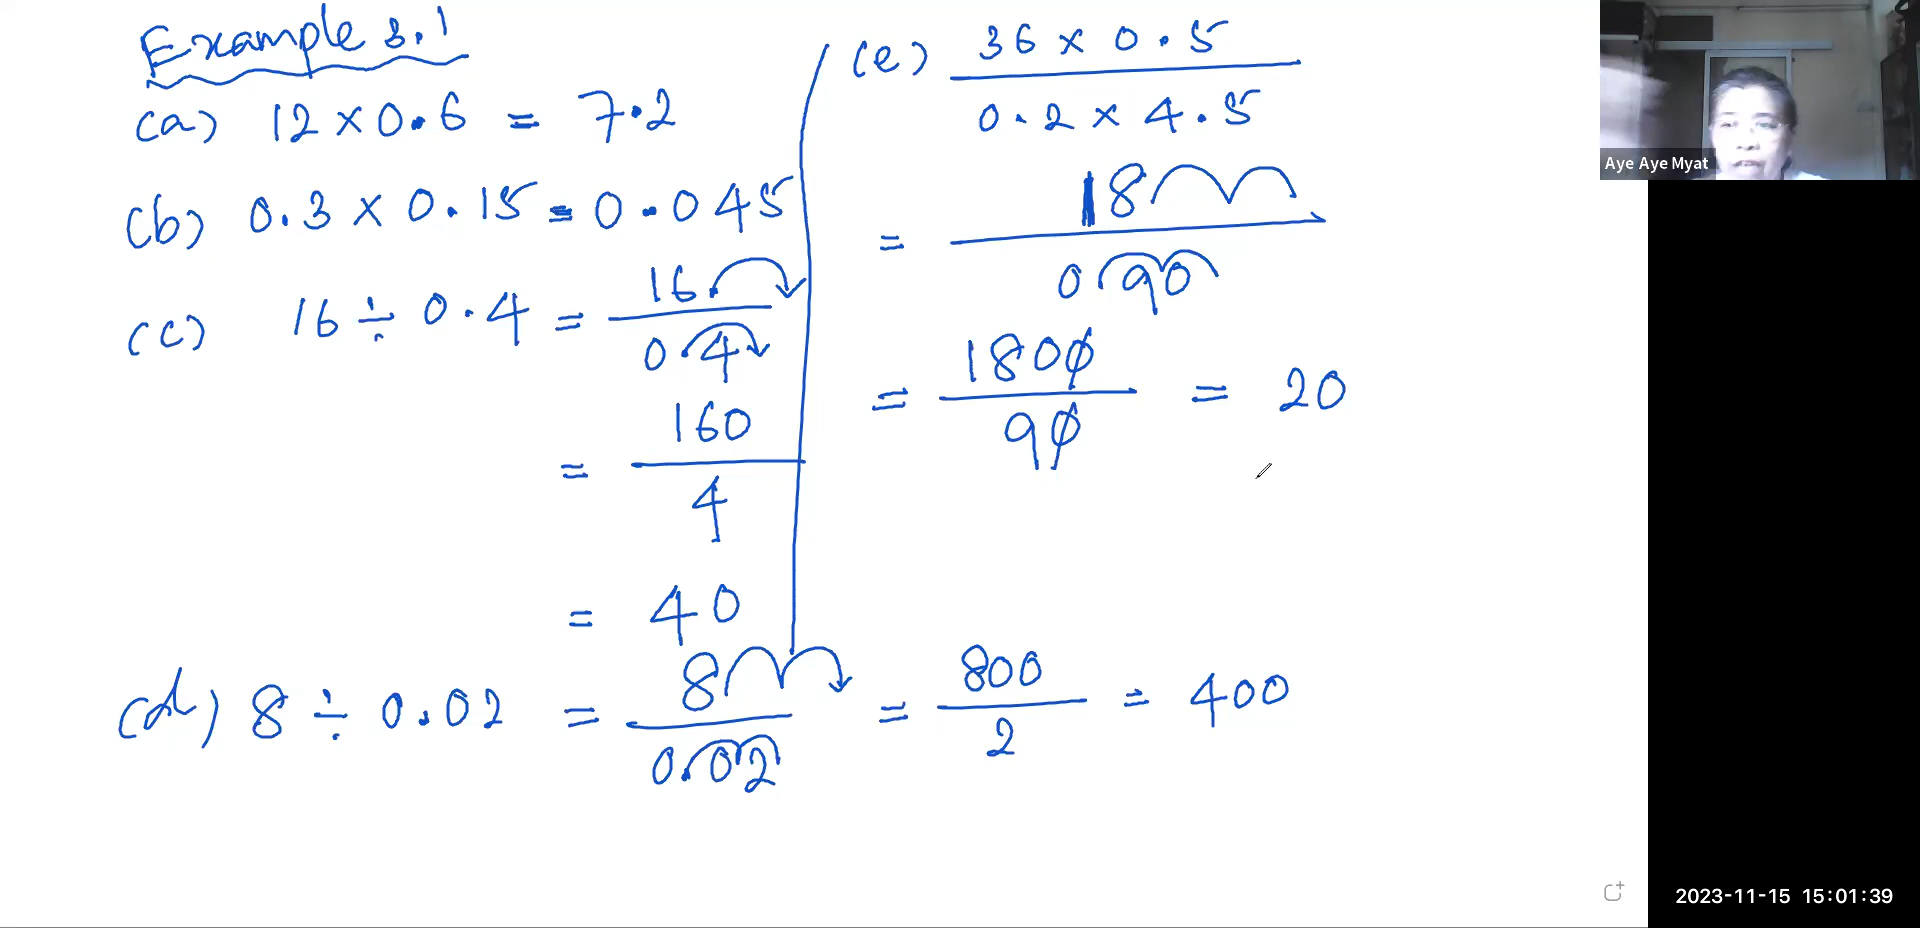 Example 3.1
(a) 12 × 0.6 = 7.2
(b) 0.3 × 0.15 = 0.045
(c) 16 ÷ 0.4 = 16. / 0.4
= 160 / 4
= 40
(d) 8 ÷ 0.02 = 8 / 0.02 = 800 / 2 = 400
(e) 36 × 0.5 / 0.2 × 4.5
= 18 / 0.90
= 1800 / 90 = 20
Aye Aye Myat
2023-11-15 15:01:39